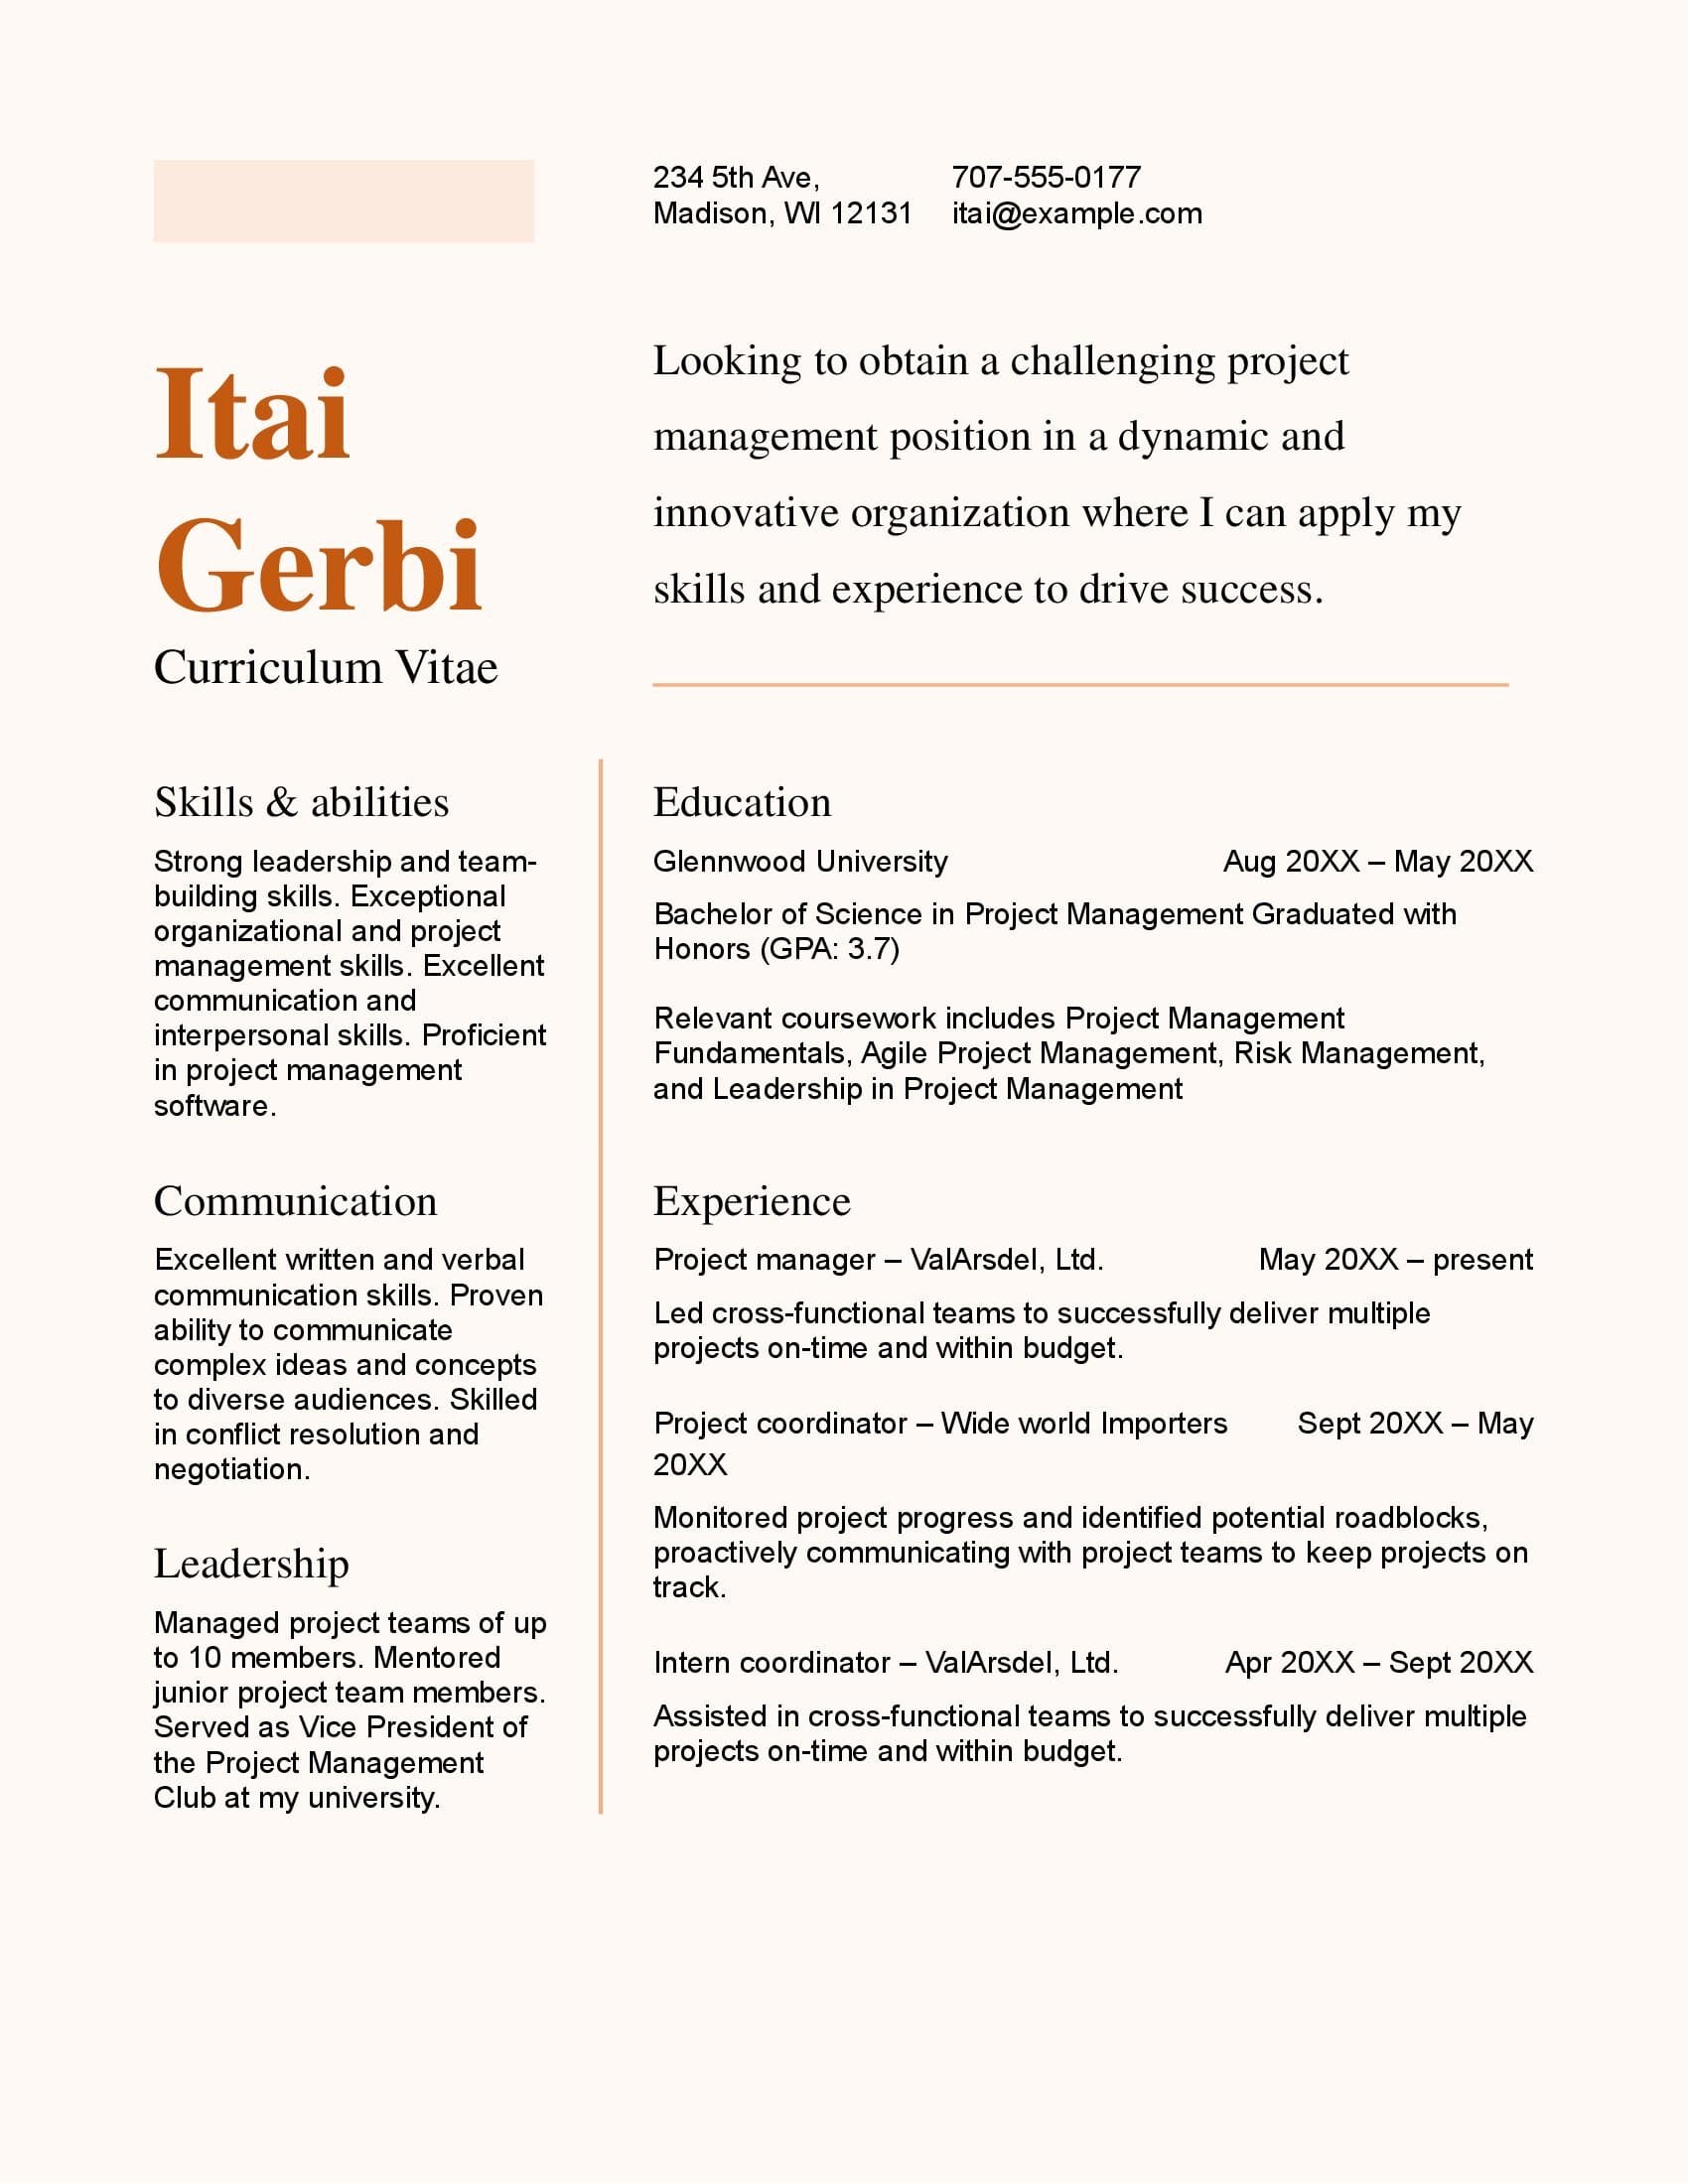 234 5th Ave,
Madison, WI 12131
707-555-0177
itai@example.com
Itai
Gerbi
Curriculum Vitae
Looking to obtain a challenging project
management position in a dynamic and
innovative organization where I can apply my
skills and experience to drive success.
Skills & abilities
Strong leadership and team-
building skills. Exceptional
organizational and project
management skills. Excellent
communication and
interpersonal skills. Proficient
in project management
software.
Communication
Excellent written and verbal
communication skills. Proven
ability to communicate
complex ideas and concepts
to diverse audiences. Skilled
in conflict resolution and
negotiation.
Leadership
Managed project teams of up
to 10 members. Mentored
junior project team members.
Served as Vice President of
the Project Management
Club at my university.
Education
Glennwood University Aug 20XX – May 20XX
Bachelor of Science in Project Management Graduated with
Honors (GPA: 3.7)
Relevant coursework includes Project Management
Fundamentals, Agile Project Management, Risk Management,
and Leadership in Project Management
Experience
Project manager – ValArsdel, Ltd. May 20XX – present
Led cross-functional teams to successfully deliver multiple
projects on-time and within budget.
Project coordinator – Wide world Importers Sept 20XX – May
20XX
Monitored project progress and identified potential roadblocks,
proactively communicating with project teams to keep projects on
track.
Intern coordinator – ValArsdel, Ltd. Apr 20XX – Sept 20XX
Assisted in cross-functional teams to successfully deliver multiple
projects on-time and within budget.